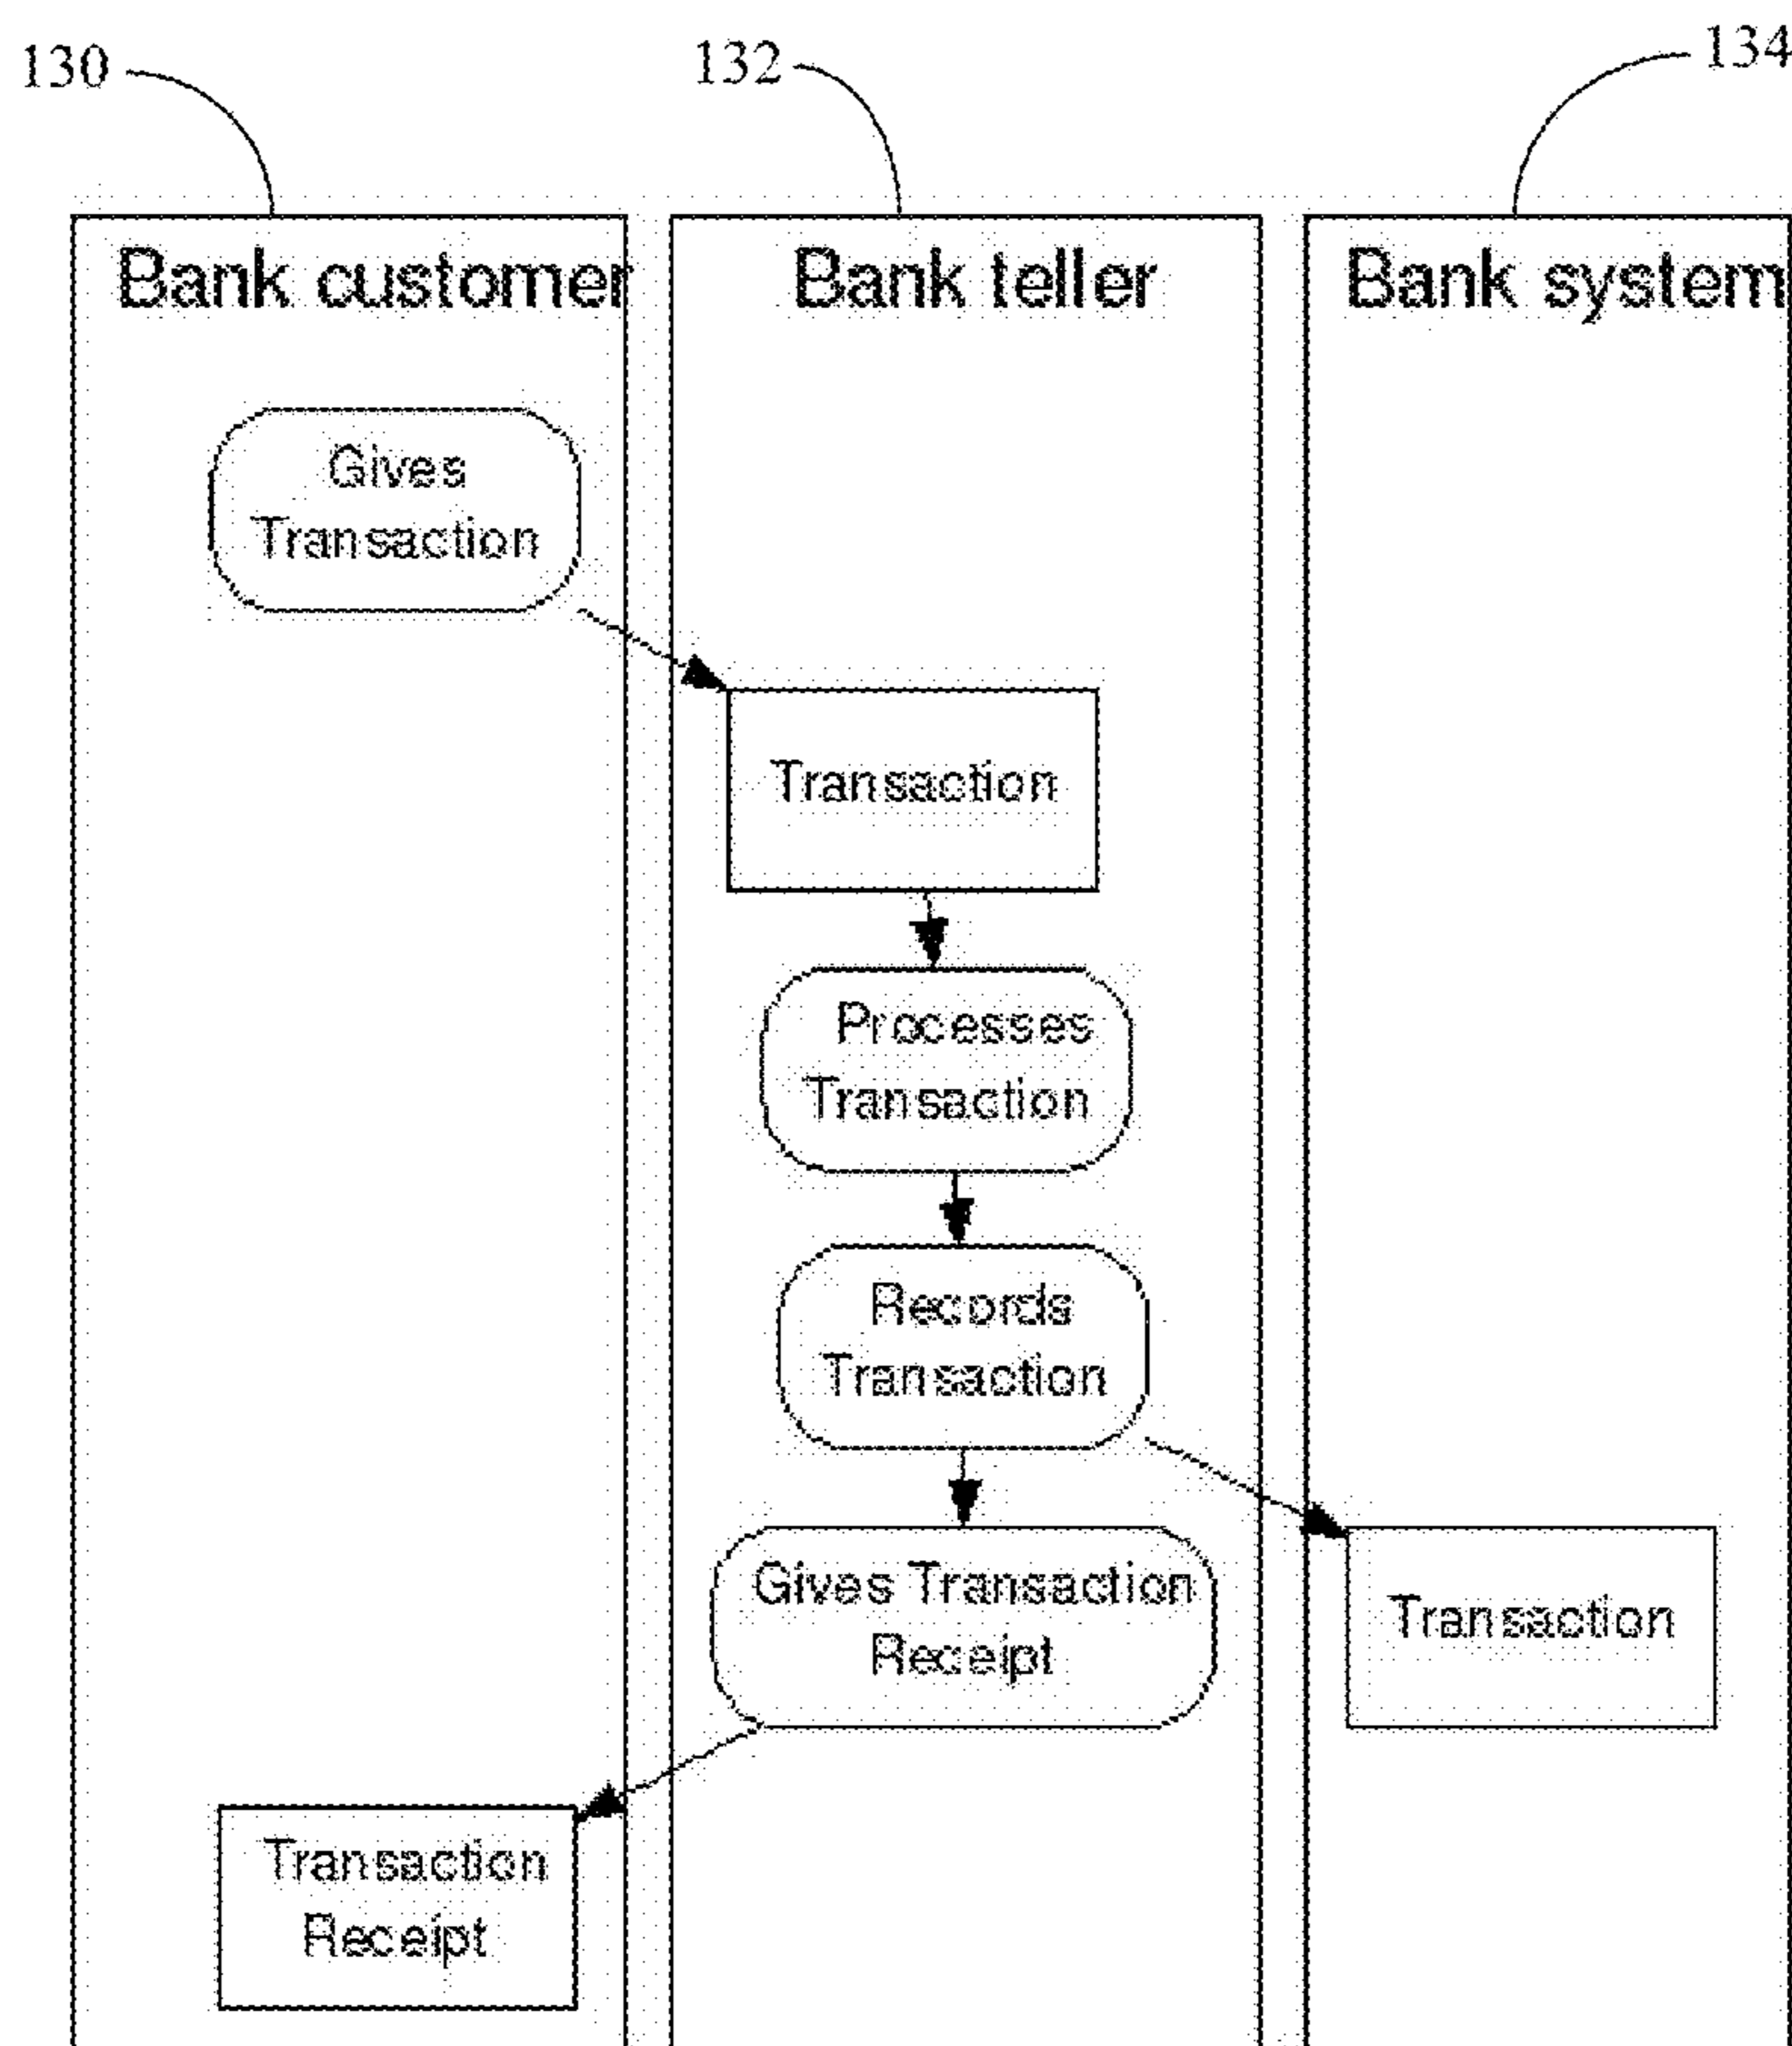 130
132
134
Bank customer
Bank teller
Bank system
Gives
Transaction
Transaction
Processes
Transaction
Records
Transaction
Gives Transaction
Receipt
Transaction
Transaction
Receipt